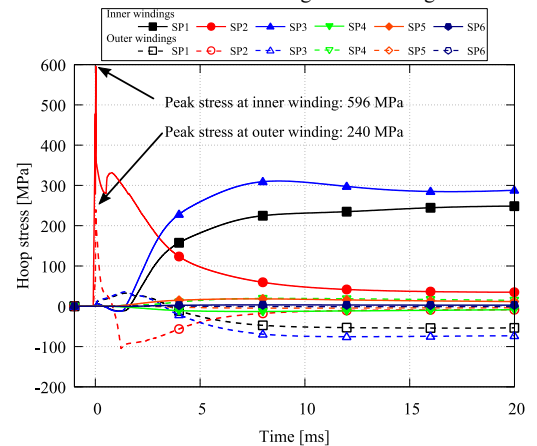 Inner windings
SP1 SP2 SP3 SP4 SP5 SP6
Outer windings
SP1 SP2 SP3 SP4 SP5 SP6
600
500
400
300
200
100
0
-100
-200
Hoop stress [MPa]
Peak stress at inner winding: 596 MPa
Peak stress at outer winding: 240 MPa
0 5 10 15 20
Time [ms]